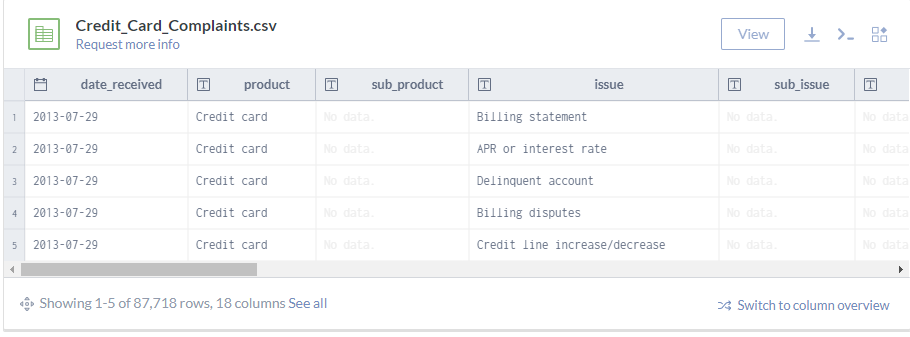 Credit_Card_Complaints.csv
Request more info
View
date_received product sub_product issue sub_issue
1 2013-07-29 Credit card No data. Billing statement No data. No data
2 2013-07-29 Credit card No data. APR or interest rate No data. No data
3 2013-07-29 Credit card No data. Delinquent account No data. No data
4 2013-07-29 Credit card No data. Billing disputes No data. No data
5 2013-07-29 Credit card No data. Credit line increase/decrease No data. No data
Showing 1-5 of 87,718 rows, 18 columns See all
Switch to column overview